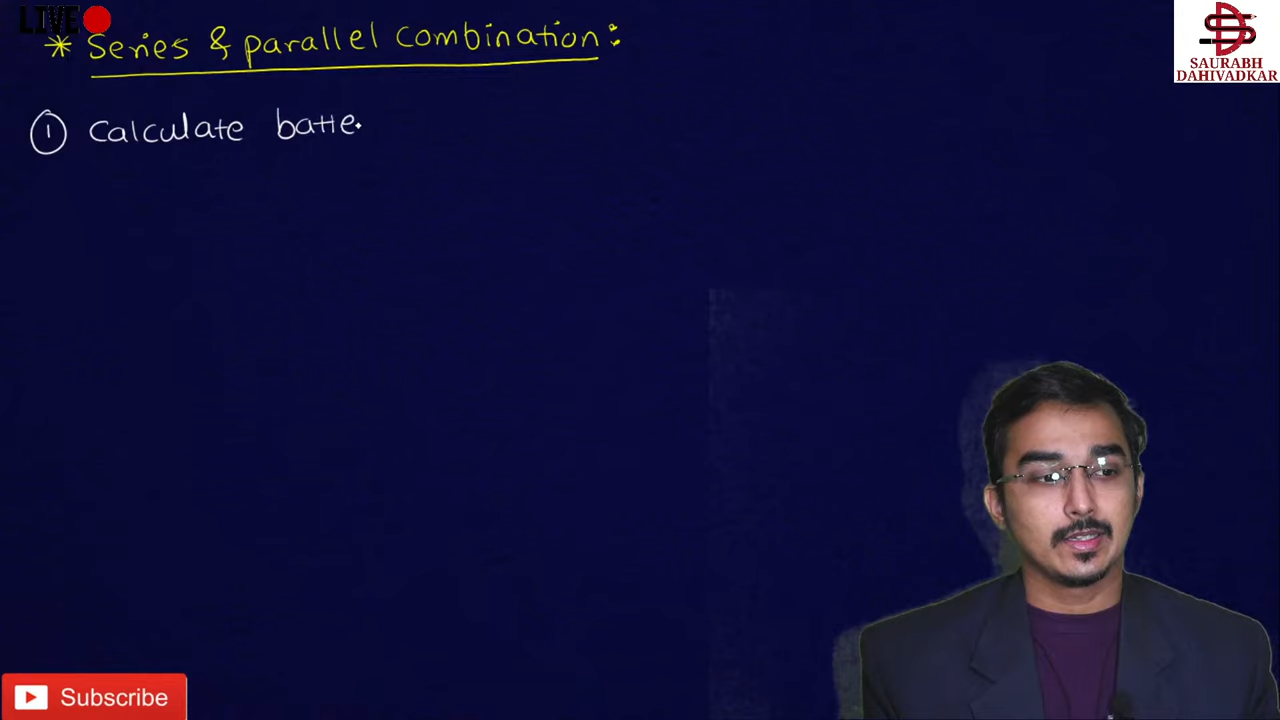 LIVE
* Series & parallel combination:
SAURABH
DAHIVADKAR
① Calculate batte
Subscribe